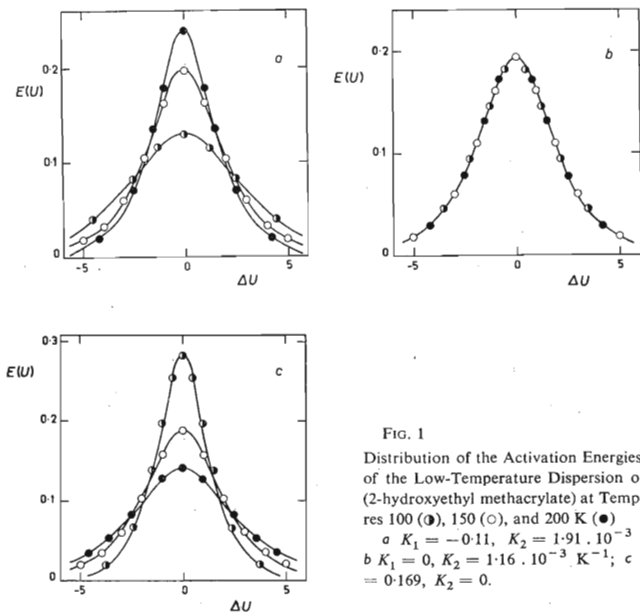 a
0·2
E(U)
0·1
0
-5
0
5
ΔU
b
0·2
E(U)
0·1
0
-5
0
5
ΔU
c
0·3
E(U)
0·2
0·1
0
-5
0
5
ΔU
FIG. 1
Distribution of the Activation Energies
of the Low-Temperature Dispersion o
(2-hydroxyethyl methacrylate) at Temp
res 100 (◑), 150 (○), and 200 K (●)
a K₁ = −0·11, K₂ = 1·91 . 10⁻³
b K₁ = 0, K₂ = 1·16 . 10⁻³ K⁻¹; c
= 0·169, K₂ = 0.